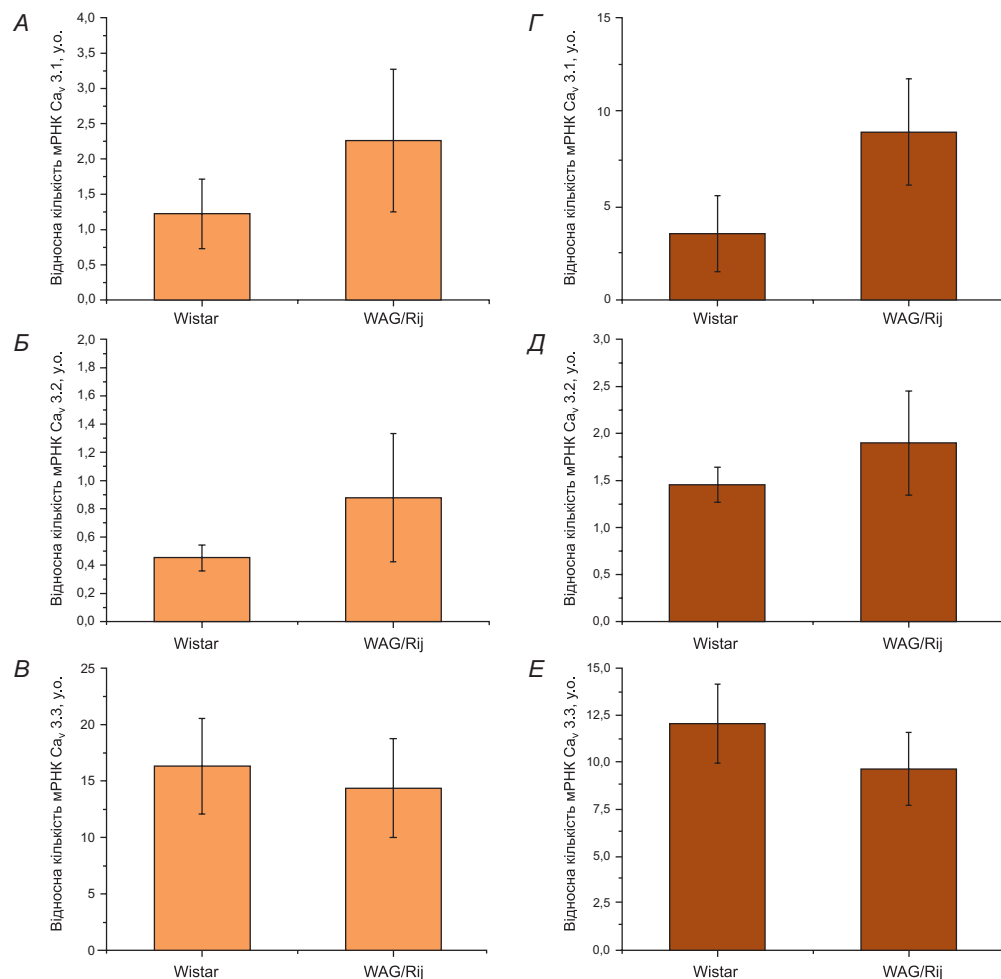 А
Відносна кількість мРНК Cav 3.1, у.о.
4,0
3,5
3,0
2,5
2,0
1,5
1,0
0,5
0,0
Wistar WAG/Rij
Г
Відносна кількість мРНК Cav 3.1, у.о.
15
10
5
0
Wistar WAG/Rij
Б
Відносна кількість мРНК Cav 3.2, у.о.
2,0
1,8
1,6
1,4
1,2
1,0
0,8
0,6
0,4
0,2
0,0
Wistar WAG/Rij
Д
Відносна кількість мРНК Cav 3.2, у.о.
3,0
2,5
2,0
1,5
1,0
0,5
0,0
Wistar WAG/Rij
В
Відносна кількість мРНК Cav 3.3, у.о.
25
20
15
10
5
0
Wistar WAG/Rij
Е
Відносна кількість мРНК Cav 3.3, у.о.
15,0
12,5
10,0
7,5
5,0
2,5
0,0
Wistar WAG/Rij